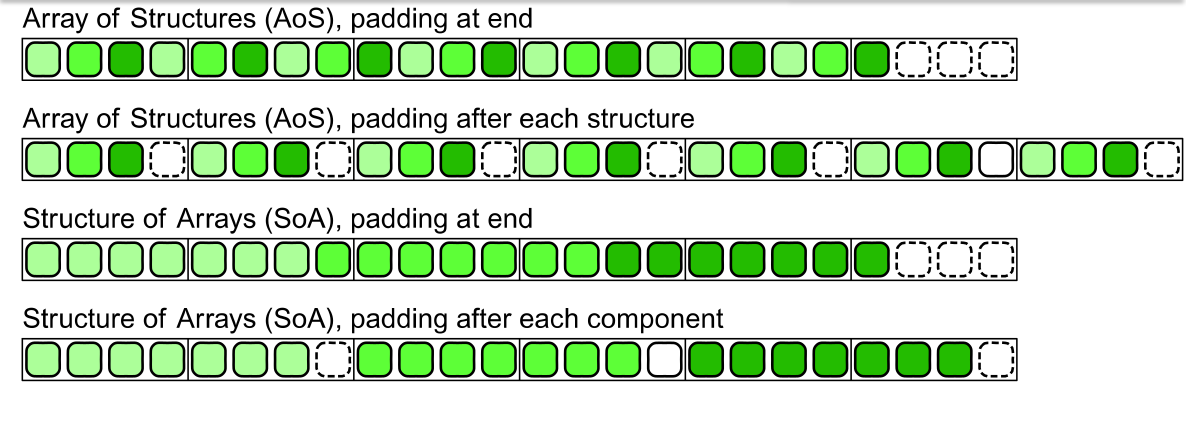 Array of Structures (AoS), padding at end
Array of Structures (AoS), padding after each structure
Structure of Arrays (SoA), padding at end
Structure of Arrays (SoA), padding after each component